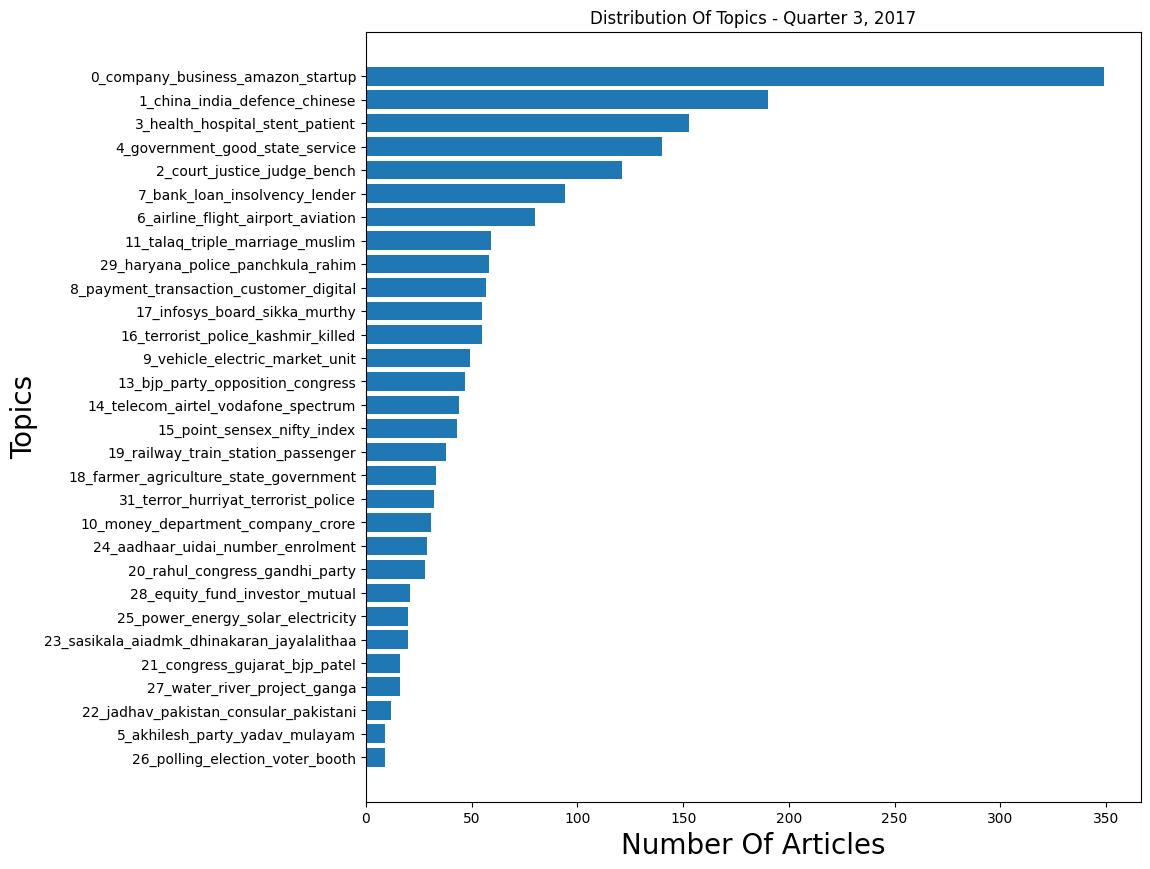 Distribution Of Topics - Quarter 3, 2017
0_company_business_amazon_startup
1_china_india_defence_chinese
3_health_hospital_stent_patient
4_government_good_state_service
2_court_justice_judge_bench
7_bank_loan_insolvency_lender
6_airline_flight_airport_aviation
11_talaq_triple_marriage_muslim
29_haryana_police_panchkula_rahim
8_payment_transaction_customer_digital
17_infosys_board_sikka_murthy
16_terrorist_police_kashmir_killed
9_vehicle_electric_market_unit
13_bjp_party_opposition_congress
14_telecom_airtel_vodafone_spectrum
15_point_sensex_nifty_index
19_railway_train_station_passenger
18_farmer_agriculture_state_government
31_terror_hurriyat_terrorist_police
10_money_department_company_crore
24_aadhaar_uidai_number_enrolment
20_rahul_congress_gandhi_party
28_equity_fund_investor_mutual
25_power_energy_solar_electricity
23_sasikala_aiadmk_dhinakaran_jayalalithaa
21_congress_gujarat_bjp_patel
27_water_river_project_ganga
22_jadhav_pakistan_consular_pakistani
5_akhilesh_party_yadav_mulayam
26_polling_election_voter_booth
Topics
0 50 100 150 200 250 300 350
Number Of Articles